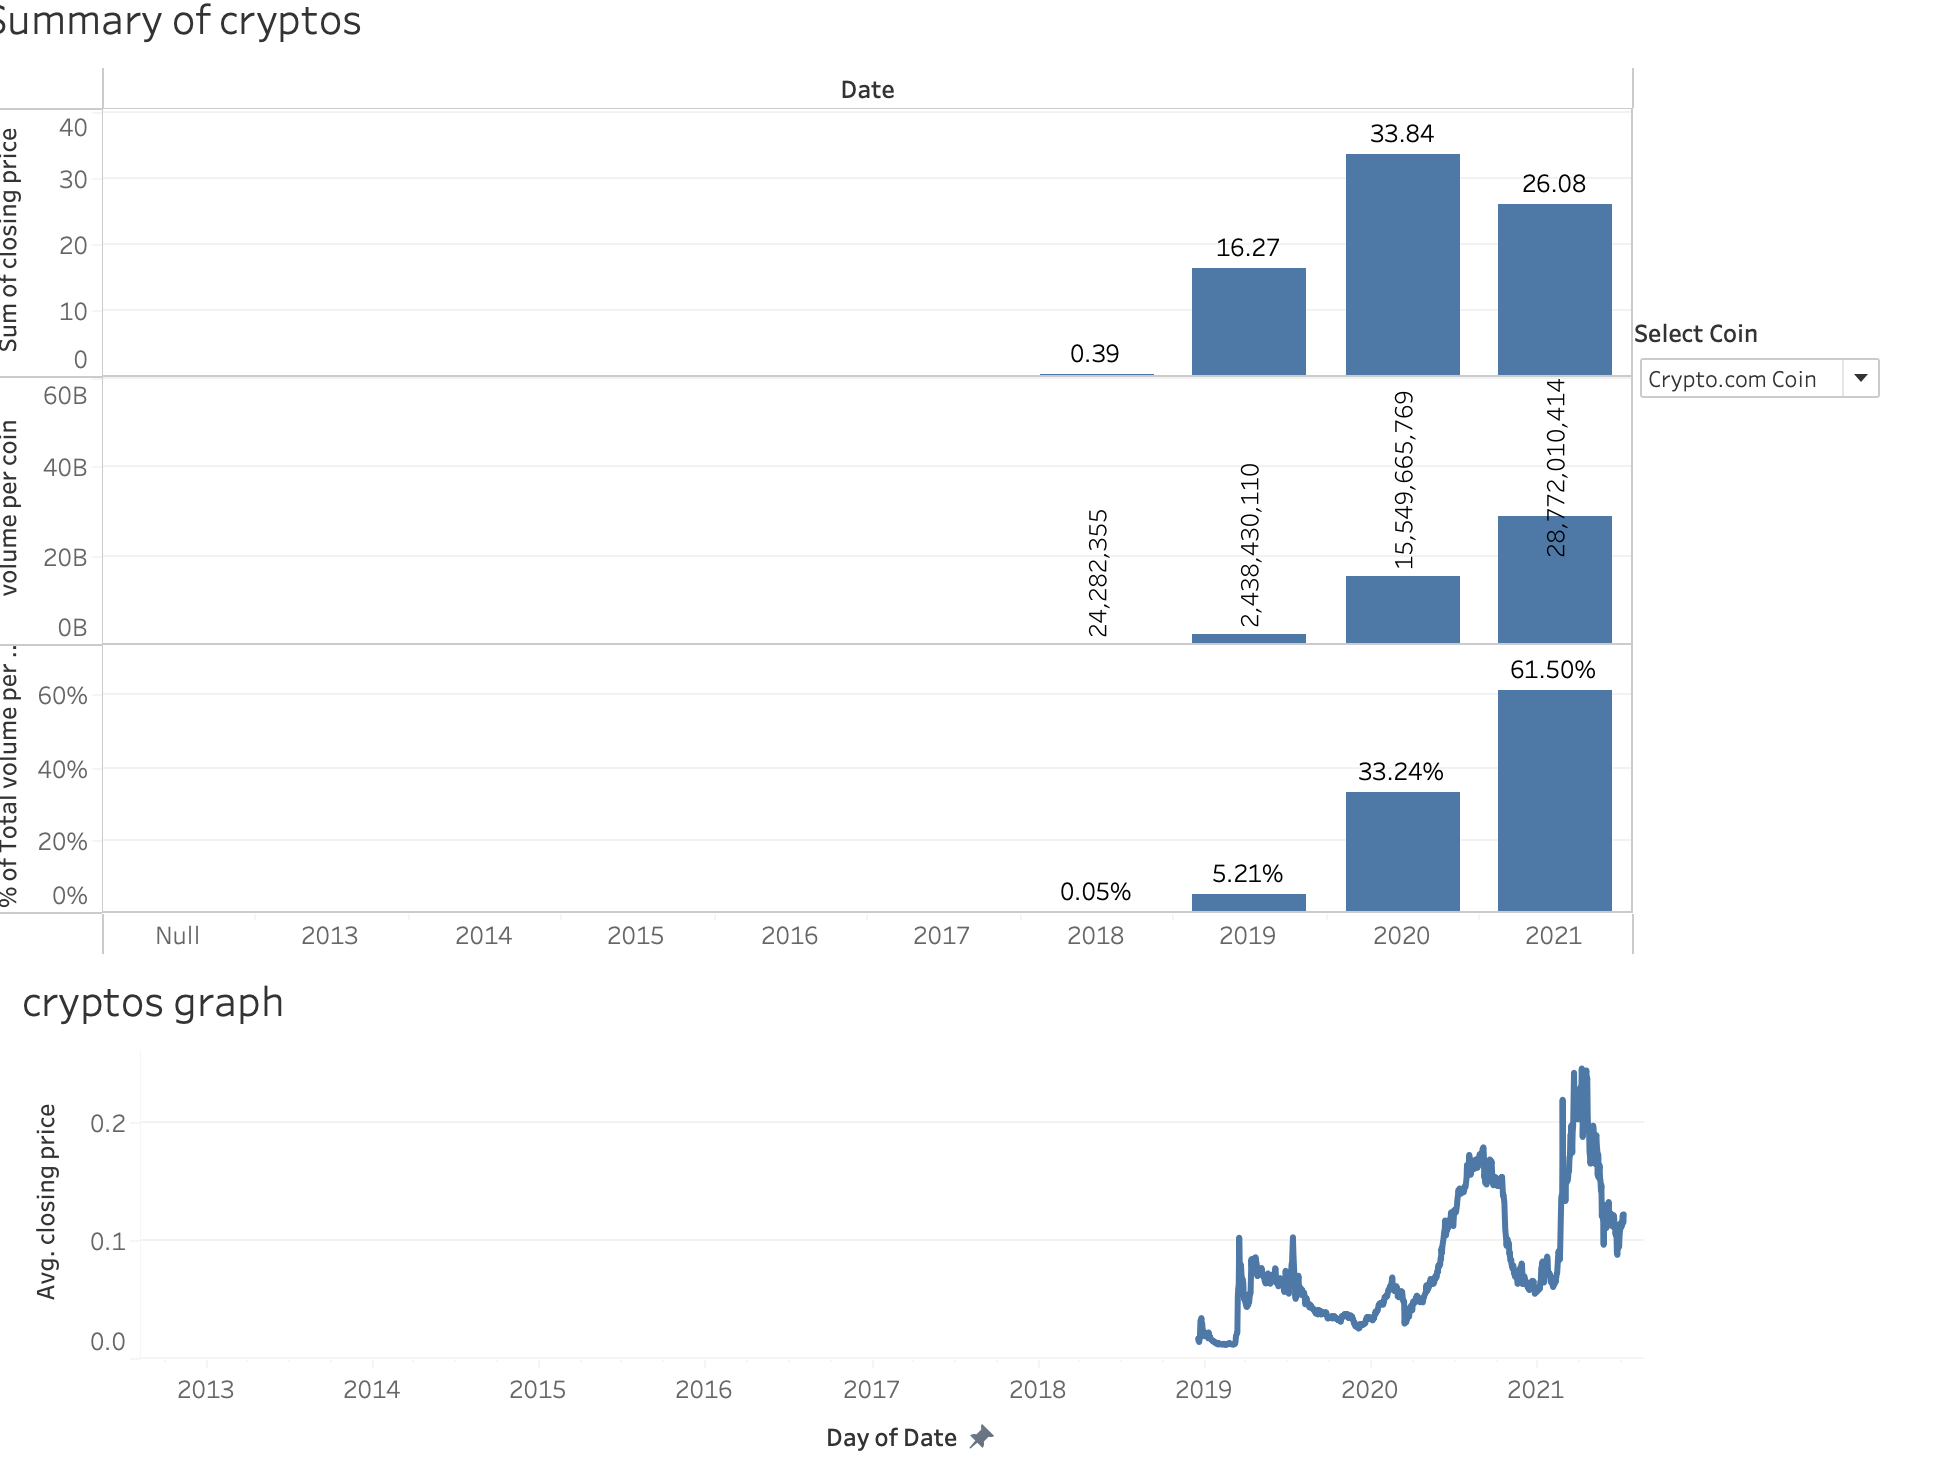 Summary of cryptos
Date
Sum of closing price
40
30
20
10
0
0.39
16.27
33.84
26.08
Select Coin
Crypto.com Coin
volume per coin
60B
40B
20B
0B
24,282,355
2,438,430,110
15,549,665,769
28,772,010,414
% of Total volume per ..
60%
40%
20%
0%
0.05%
5.21%
33.24%
61.50%
Null 2013 2014 2015 2016 2017 2018 2019 2020 2021
cryptos graph
Avg. closing price
0.2
0.1
0.0
2013 2014 2015 2016 2017 2018 2019 2020 2021
Day of Date